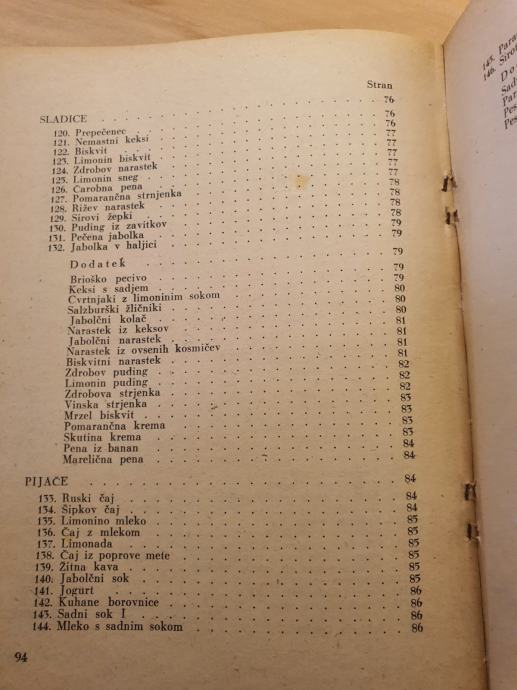 Stran
SLADICE 76
120. Prepečenec 76
121. Nemastni keksi 76
122. Biskvit 77
123. Limonin biskvit 77
124. Zdrobov narastek 77
125. Limonin sneg 77
126. Čarobna pena 77
127. Pomarančna strnjenka 78
128. Rižev narastek 78
129. Sirovi žepki 78
130. Puding iz zavitkov 78
131. Pečena jabolka 79
132. Jabolka v haljici 79
Dodatek 79
Brioško pecivo 79
Keksi s sadjem 79
Cvrtnjaki z limoninim sokom 80
Salzburški žličniki 80
Jabolčni kolač 80
Narastek iz keksov 81
Jabolčni narastek 81
Narastek iz ovsenih kosmičev 81
Biskvitni narastek 81
Zdrobov puding 82
Limonin puding 82
Zdrobova strjenka 82
Vinska strjenka 83
Mrzel biskvit 83
Pomarančna krema 83
Skutina krema 83
Pena iz banan 84
Marelična pena 84
PIJAČE 84
133. Ruski čaj 84
134. Šipkov čaj 84
135. Limonino mleko 85
136. Čaj z mlekom 85
137. Limonada 85
138. Čaj iz poprove mete 85
139. Žitna kava 85
140. Jabolčni sok 85
141. Jogurt 86
142. Kuhane borovnice 86
143. Sadni sok I 86
144. Mleko s sadnim sokom 86
94
145.
146.